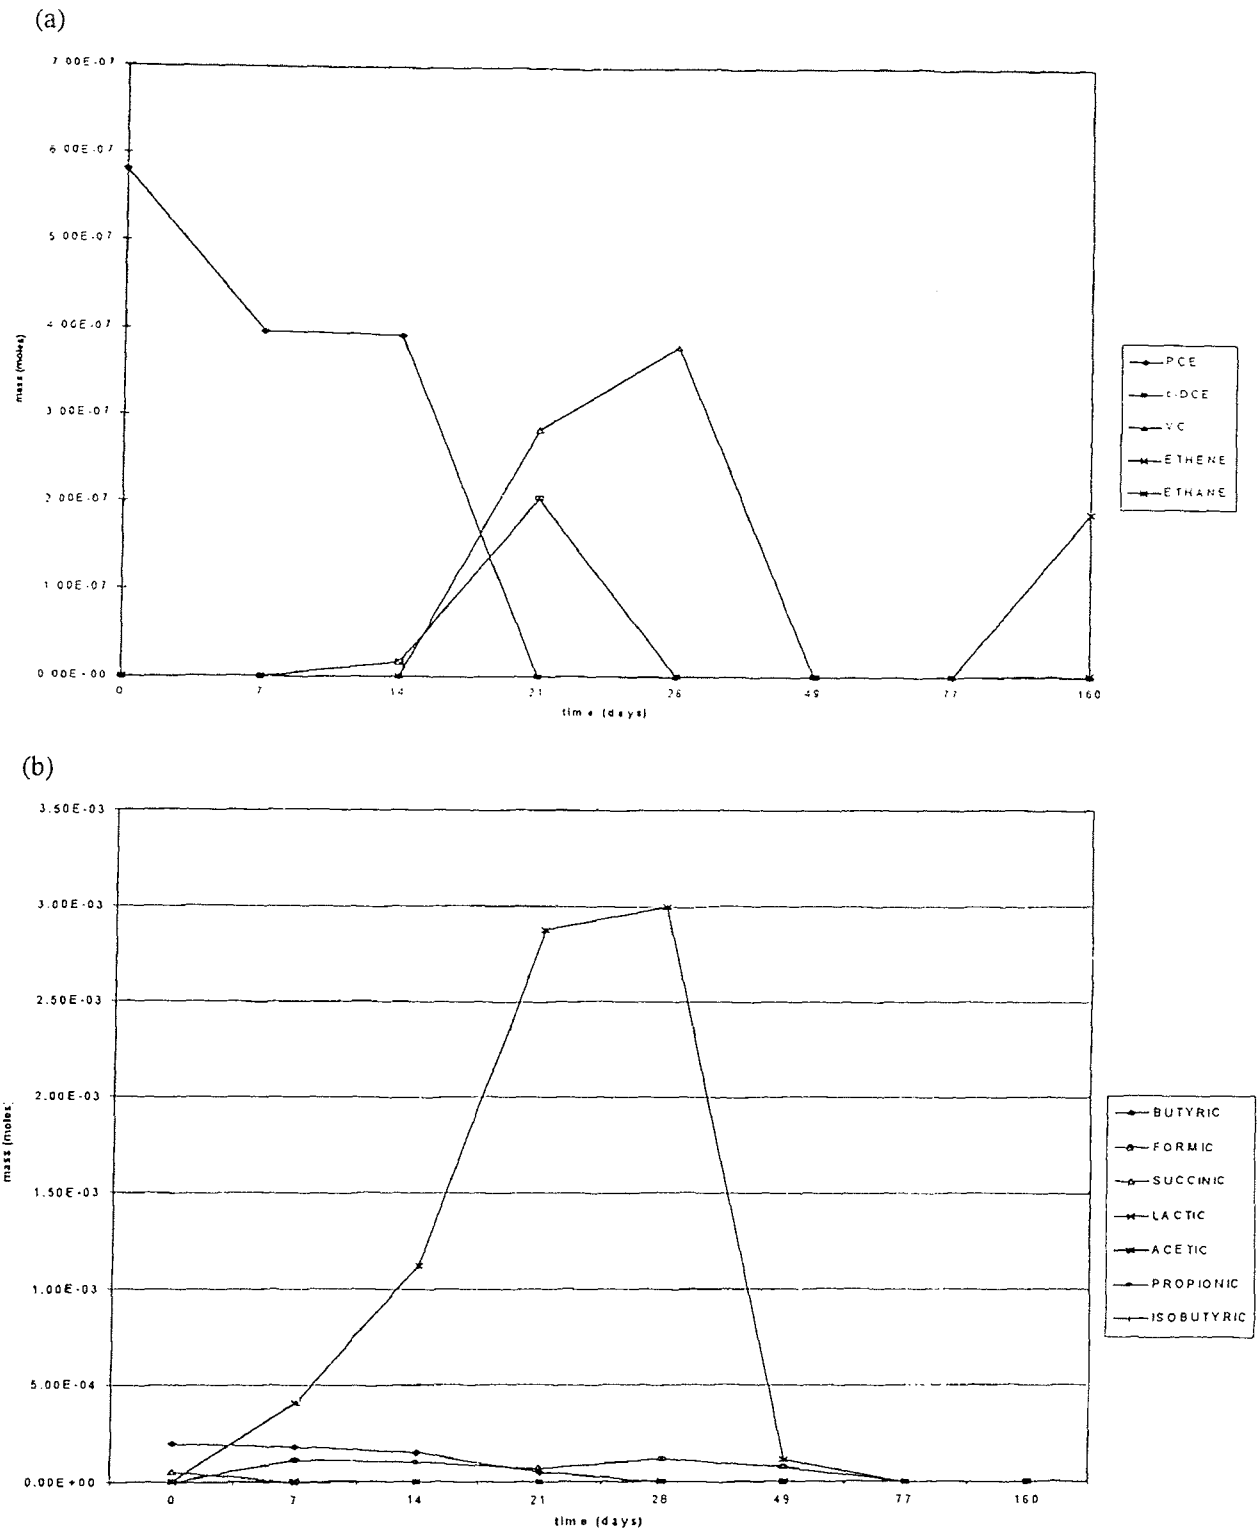 (a)
7 00E-07
6 00E-07
5 00E-07
4 00E-07
3 00E-07
2 00E-07
1 00E-07
0 00E-00
mass (moles)
0 7 14 21 28 49 77 160
time (days)
PCE
c-DCE
VC
ETHENE
ETHANE
(b)
3.50E-03
3.00E-03
2.50E-03
2.00E-03
1.50E-03
1.00E-03
5.00E-04
0.00E+00
mass (moles)
0 7 14 21 28 49 77 160
time (days)
BUTYRIC
FORMIC
SUCCINIC
LACTIC
ACETIC
PROPIONIC
ISOBUTYRIC